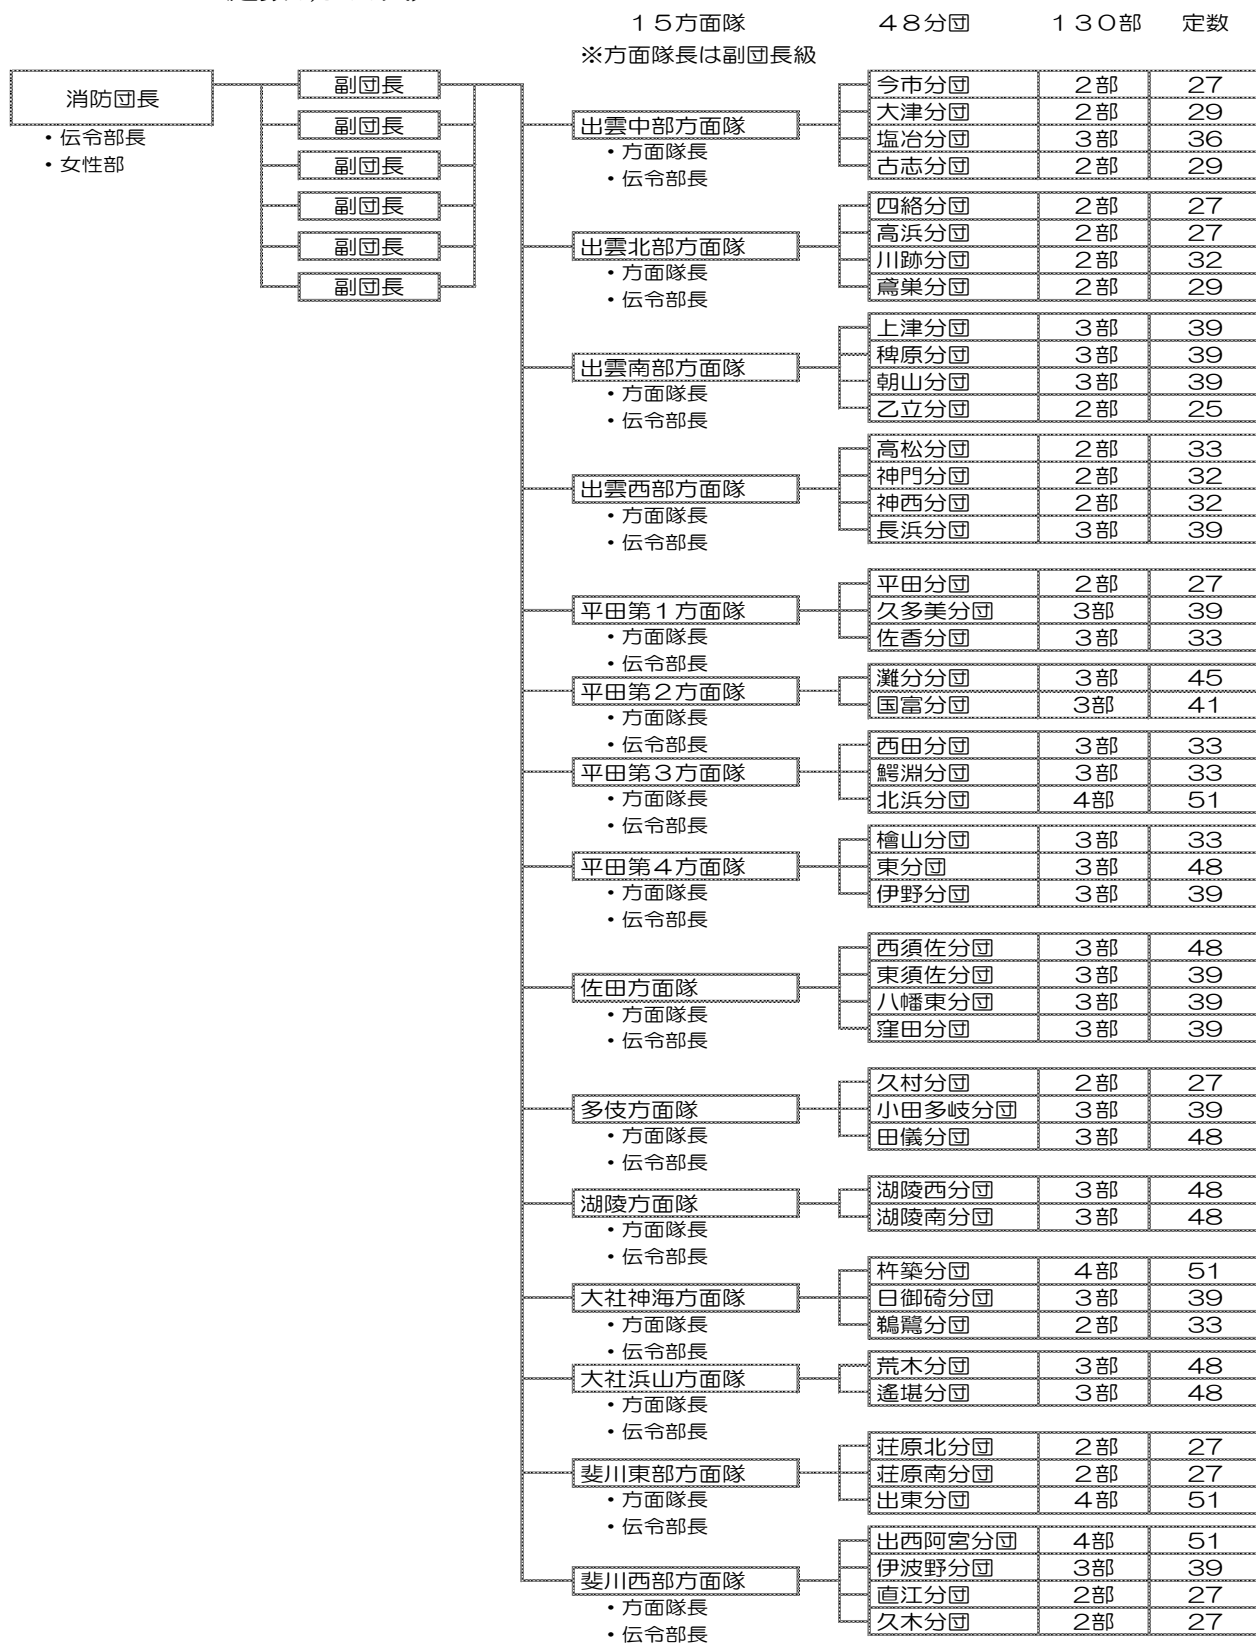 １５方面隊　４８分団　１３０部　定数
※方面隊長は副団長級
消防団長
・伝令部長
・女性部
副団長
副団長
副団長
副団長
副団長
副団長
出雲中部方面隊
・方面隊長
・伝令部長
今市分団　２部　27
大津分団　２部　29
塩冶分団　３部　36
古志分団　２部　29
出雲北部方面隊
・方面隊長
・伝令部長
四絡分団　２部　27
高浜分団　２部　27
川跡分団　２部　32
鳶巣分団　２部　29
出雲南部方面隊
・方面隊長
・伝令部長
上津分団　３部　39
稗原分団　３部　39
朝山分団　３部　39
乙立分団　２部　25
出雲西部方面隊
・方面隊長
・伝令部長
高松分団　２部　33
神門分団　２部　32
神西分団　２部　32
長浜分団　３部　39
平田第１方面隊
・方面隊長
・伝令部長
平田分団　２部　27
久多美分団　3部　39
佐香分団　３部　33
平田第２方面隊
・方面隊長
・伝令部長
灘分分団　３部　45
国富分団　3部　41
平田第３方面隊
・方面隊長
・伝令部長
西田分団　３部　33
鰐淵分団　３部　33
北浜分団　4部　51
平田第４方面隊
・方面隊長
・伝令部長
檜山分団　３部　33
東分団　３部　48
伊野分団　３部　39
佐田方面隊
・方面隊長
・伝令部長
西須佐分団　３部　48
東須佐分団　３部　39
八幡東分団　３部　39
窪田分団　３部　39
多伎方面隊
・方面隊長
・伝令部長
久村分団　２部　27
小田多岐分団　３部　39
田儀分団　３部　48
湖陵方面隊
・方面隊長
・伝令部長
湖陵西分団　３部　48
湖陵南分団　３部　48
大社神海方面隊
・方面隊長
・伝令部長
杵築分団　４部　51
日御碕分団　３部　39
鵜鷺分団　２部　33
大社浜山方面隊
・方面隊長
・伝令部長
荒木分団　３部　48
遙堪分団　３部　48
斐川東部方面隊
・方面隊長
・伝令部長
荘原北分団　２部　27
荘原南分団　２部　27
出東分団　４部　51
斐川西部方面隊
・方面隊長
・伝令部長
出西阿宮分団　4部　51
伊波野分団　3部　39
直江分団　2部　27
久木分団　2部　27